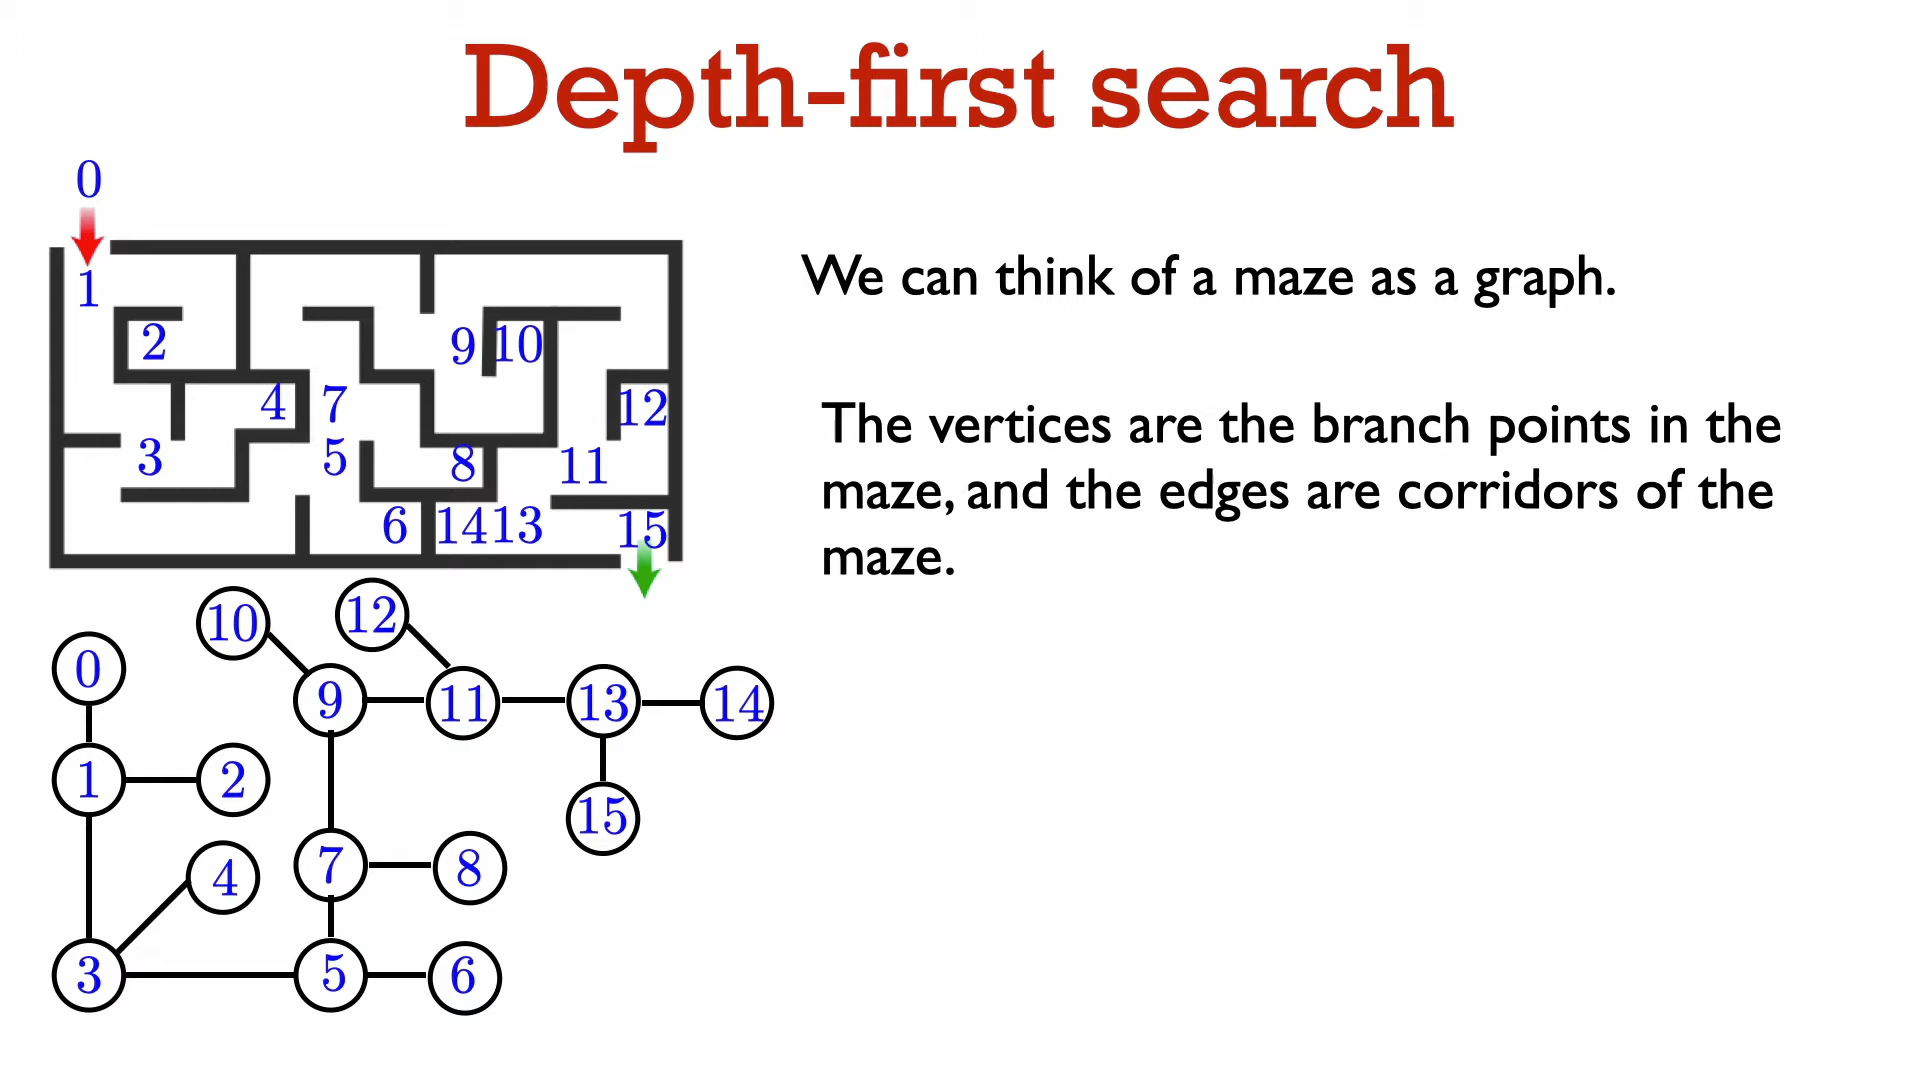 Depth-first search
0
1
2
9 10
4 7 12
3 5 8 11
6 14 13 15
We can think of a maze as a graph.
The vertices are the branch points in the
maze, and the edges are corridors of the
maze.
10 12
0 9 11 13 14
1 2 15
4 7 8
3 5 6